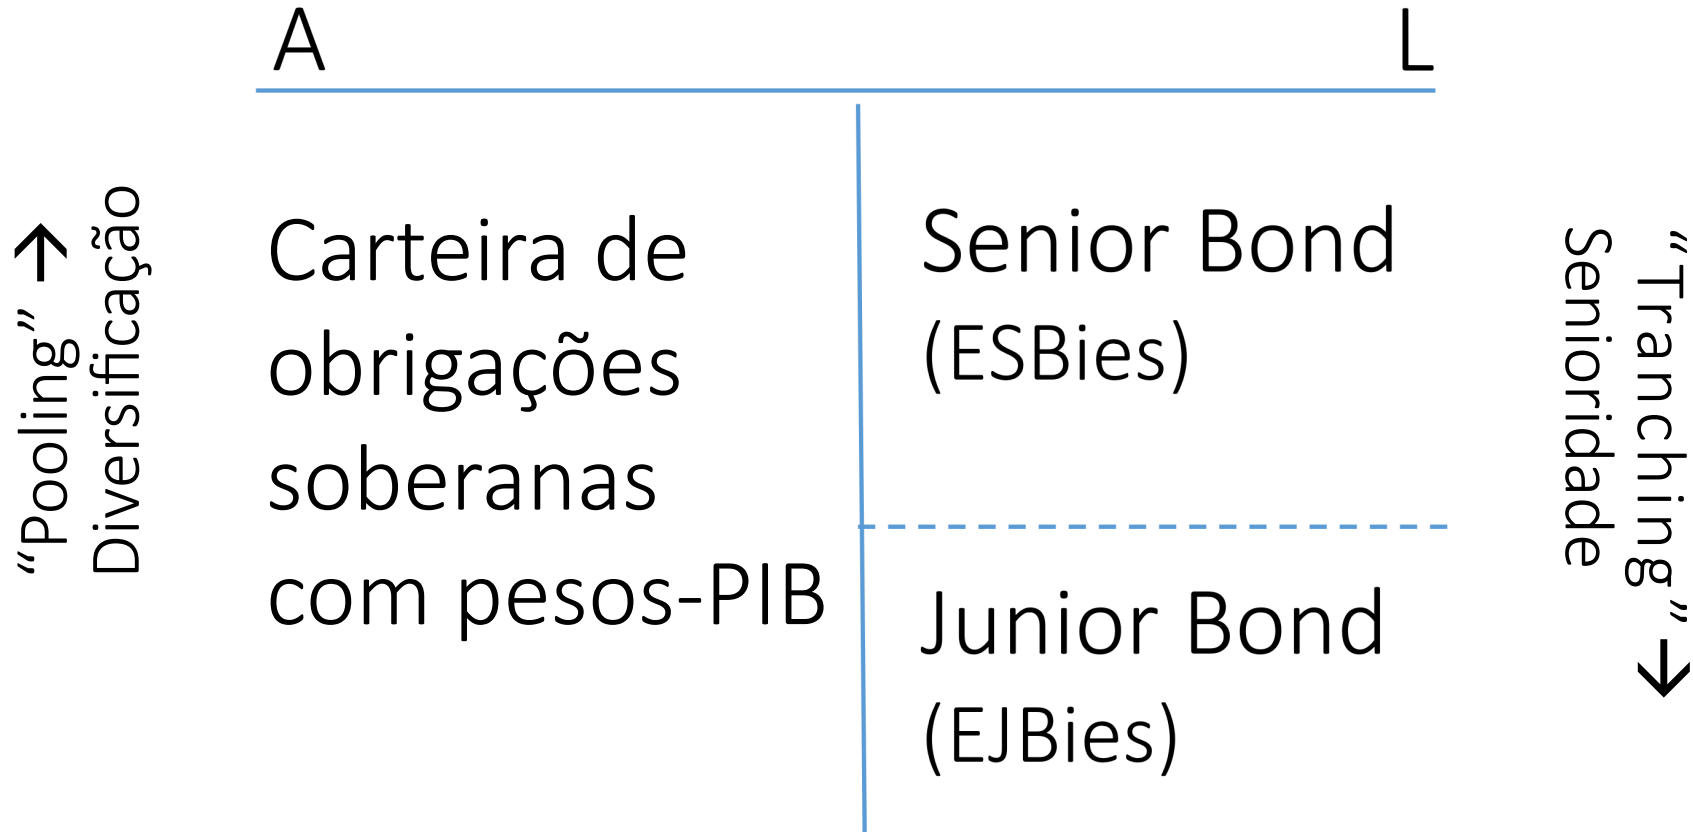 A
L
“Pooling” →
Diversificação
Carteira de
obrigações
soberanas
com pesos-PIB
Senior Bond
(ESBies)
Junior Bond
(EJBies)
“Tranching” →
Senioridade